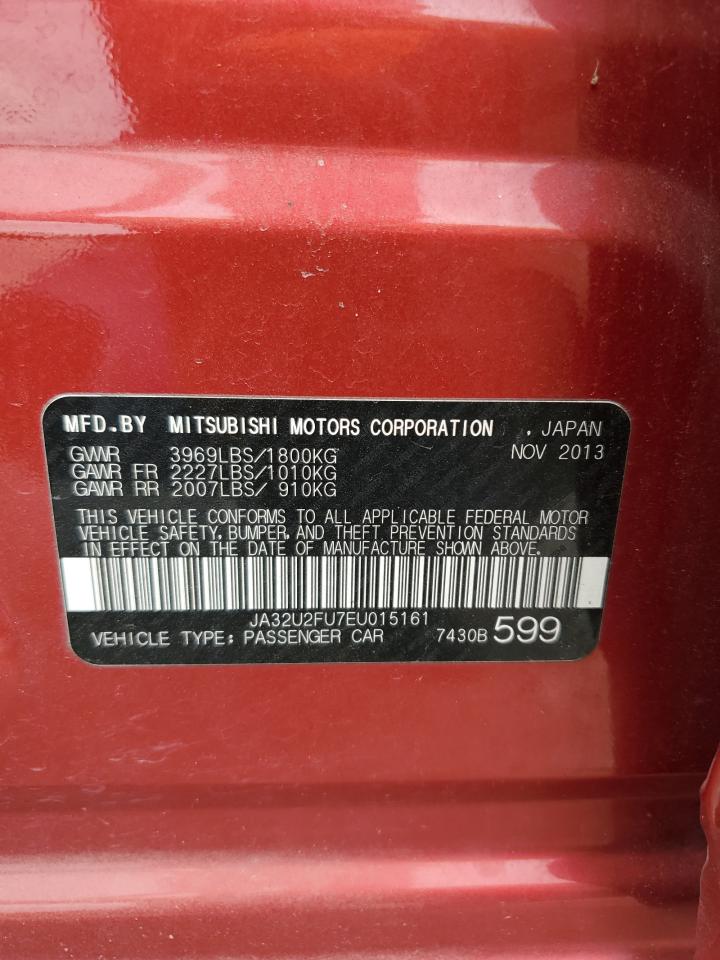 MFD.BY MITSUBISHI MOTORS CORPORATION . JAPAN
GVWR 3969LBS/1800KG NOV 2013
GAWR FR 2227LBS/1010KG
GAWR RR 2007LBS/ 910KG
THIS VEHICLE CONFORMS TO ALL APPLICABLE FEDERAL MOTOR
VEHICLE SAFETY, BUMPER, AND THEFT PREVENTION STANDARDS
IN EFFECT ON THE DATE OF MANUFACTURE SHOWN ABOVE.
JA32U2FU7EU015161
VEHICLE TYPE: PASSENGER CAR 7430B 599